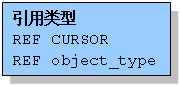 引用类型
REF CURSOR
REF object_type